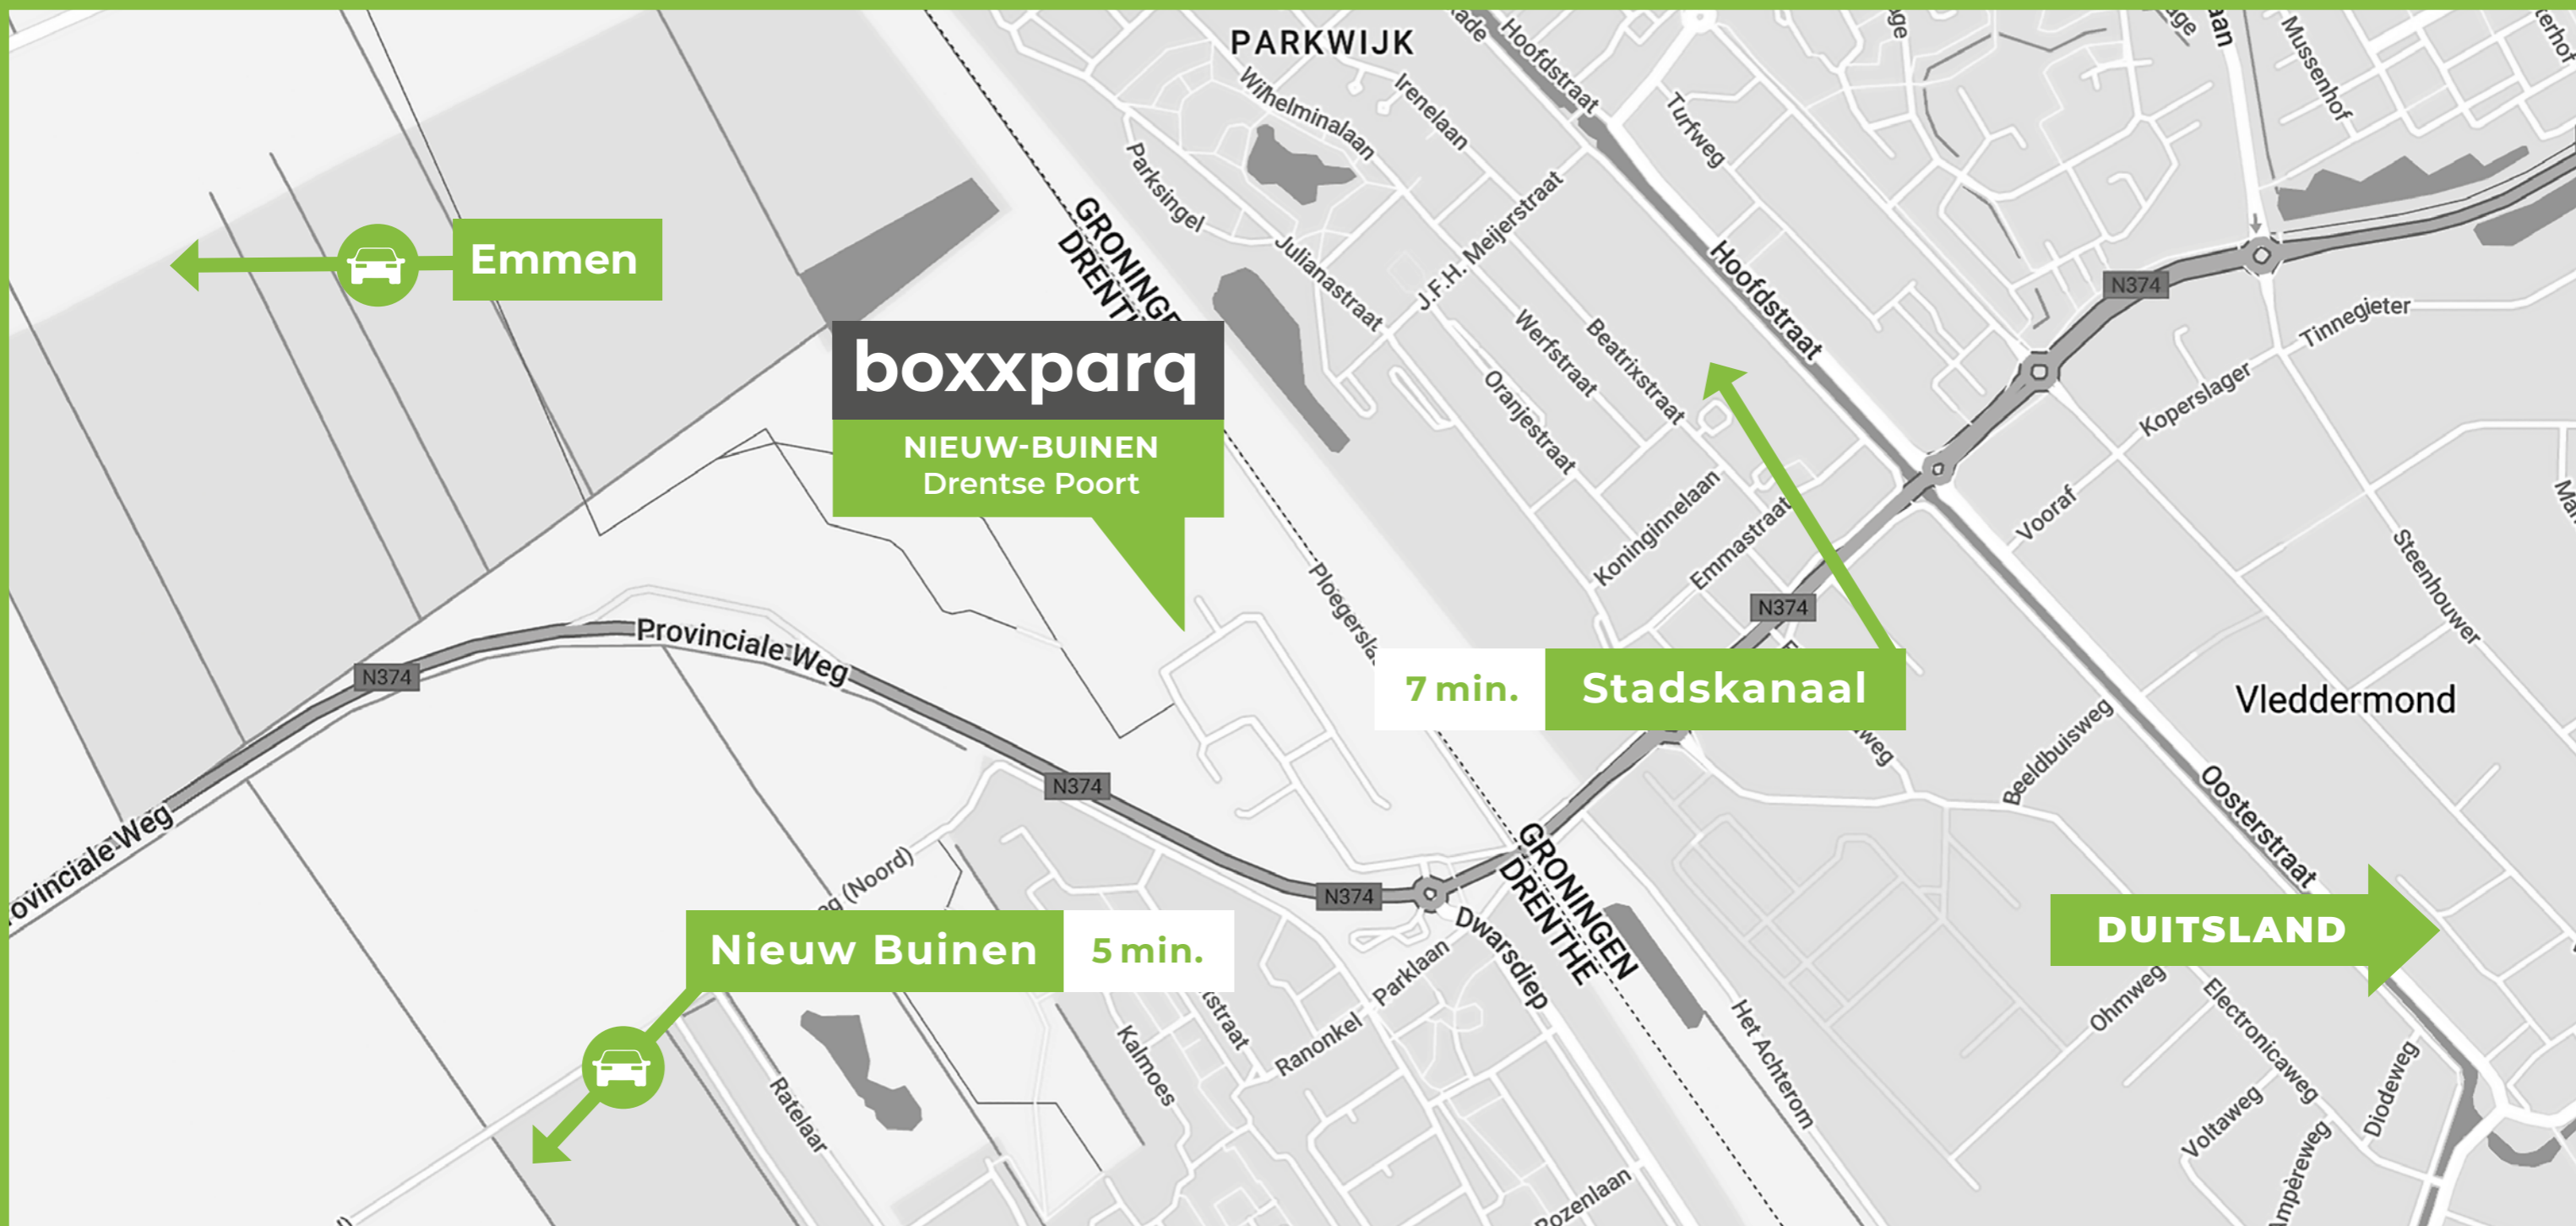 PARKWIJK
Hoofdstraat
Mussenhof
Wilhelminalaan
Irenelaan
Turfweg
Parksingel
GRONINGEN
DRENTHE
Julianastraat
J.F.H. Meijerstraat
Hoofdstraat
Emmen
N374
Tinnegieter
boxxparq
NIEUW-BUINEN
Drentse Poort
Werfstraat
Beatrixstraat
Oranjestraat
Koperslager
Koninginnelaan
Emmastraat
Vooraf
Steenhouwer
N374
Provinciale Weg
N374
7 min.
Stadskanaal
Vleddermond
Beeldbuisweg
N374
Oosterstraat
Provinciale Weg
(Noord)
N374
GRONINGEN
DRENTHE
Dwarsdiep
DUITSLAND
Nieuw Buinen
5 min.
Parklaan
Ranonkel
Kalmoes
Ratelaar
Het Achterom
Ohmweg
Electronicaweg
Diodeweg
Voltaweg
Ampèreweg
Rozenlaan